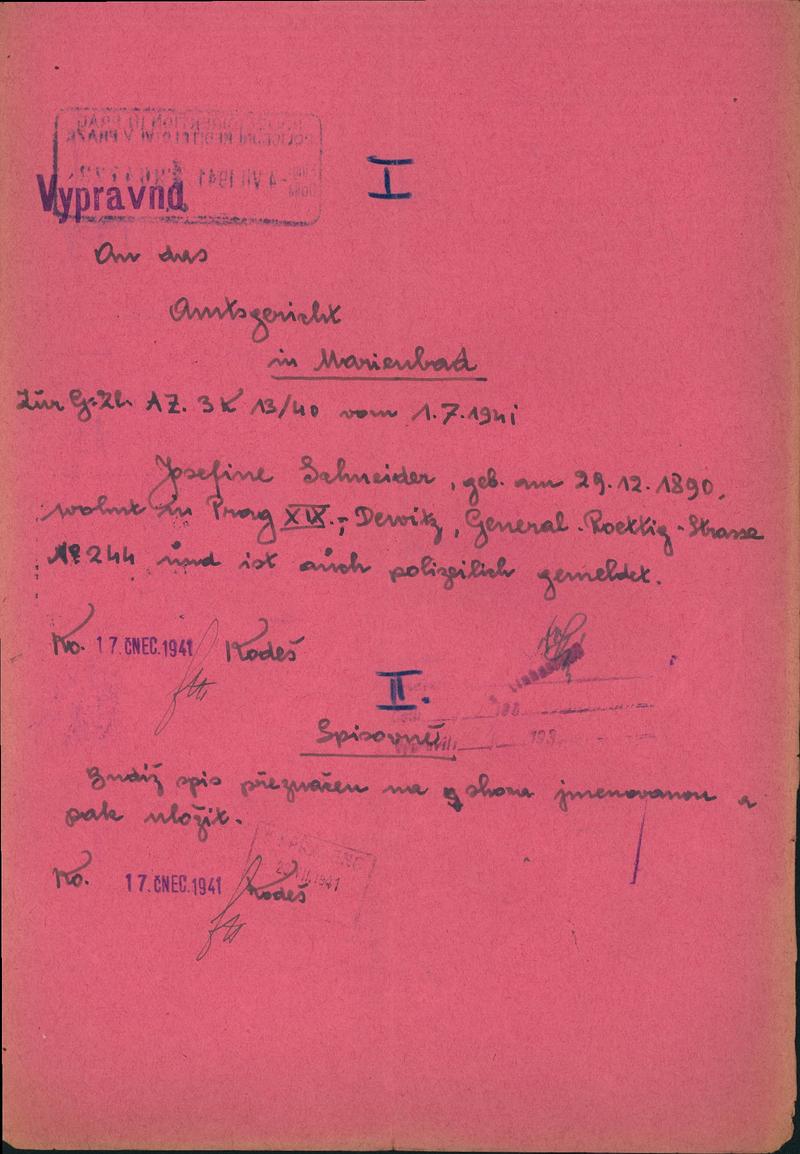 I
Vypravna
An das
Amtsgericht
in Marienbad
Zur G-Zl. AZ. 3 K 13/40 vom 1.7.1941
Josefine Schneider, geb. am 29.12.1890,
wohnt in Prag XIX.-, Dewitz, General-Roettig-Strasse
№ 244 und ist auch polizeilich gemeldet.
Ko. 17. ČNEC. 1941 Kodeš
II.
Spisovně
Budiž spis přeznačen na shora jmenovanou a
pak uložit.
Ko. 17. ČNEC. 1941 Kodeš